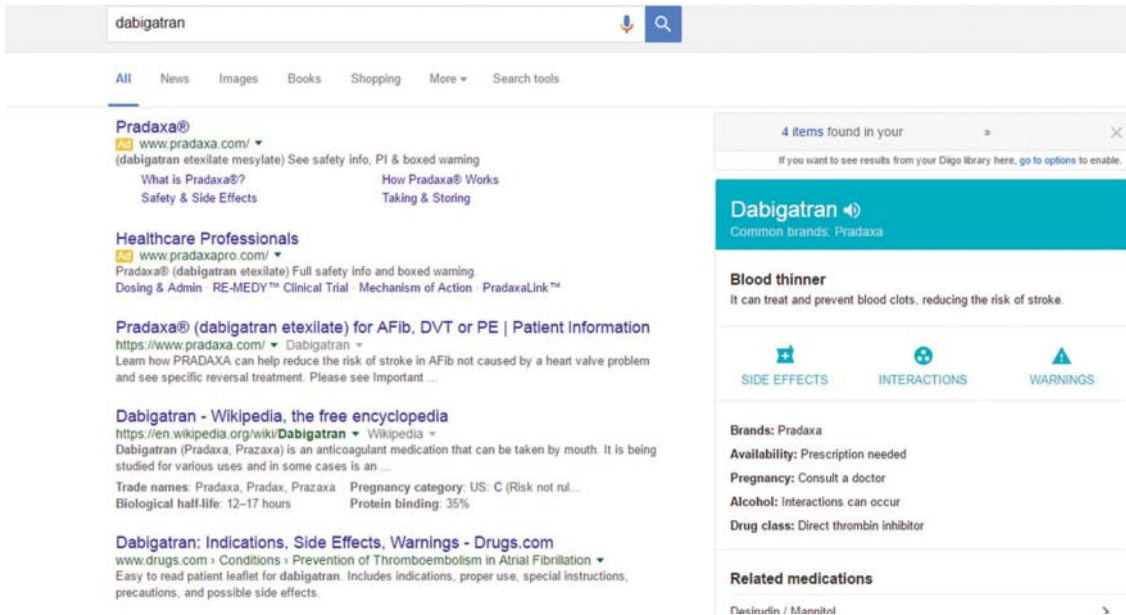 dabigatran
All News Images Books Shopping More Search tools
Pradaxa®
Ad www.pradaxa.com/
(dabigatran etexilate mesylate) See safety info, PI & boxed warning
What is Pradaxa®? How Pradaxa® Works
Safety & Side Effects Taking & Storing
Healthcare Professionals
Ad www.pradaxapro.com/
Pradaxa® (dabigatran etexilate) Full safety info and boxed warning.
Dosing & Admin · RE-MEDY™ Clinical Trial · Mechanism of Action · PradaxaLink™
Pradaxa® (dabigatran etexilate) for AFib, DVT or PE | Patient Information
https://www.pradaxa.com/ Dabigatran
Learn how PRADAXA can help reduce the risk of stroke in AFib not caused by a heart valve problem
and see specific reversal treatment. Please see Important ...
Dabigatran - Wikipedia, the free encyclopedia
https://en.wikipedia.org/wiki/Dabigatran Wikipedia
Dabigatran (Pradaxa, Prazaxa) is an anticoagulant medication that can be taken by mouth. It is being
studied for various uses and in some cases is an ...
Trade names: Pradaxa, Pradax, Prazaxa Pregnancy category: US: C (Risk not rul...
Biological half-life: 12–17 hours Protein binding: 35%
Dabigatran: Indications, Side Effects, Warnings - Drugs.com
www.drugs.com › Conditions › Prevention of Thromboembolism in Atrial Fibrillation
Easy to read patient leaflet for dabigatran. Includes indications, proper use, special instructions,
precautions, and possible side effects.
4 items found in your »
If you want to see results from your Diigo library here, go to options to enable.
Dabigatran
Common brands: Pradaxa
Blood thinner
It can treat and prevent blood clots, reducing the risk of stroke.
SIDE EFFECTS INTERACTIONS WARNINGS
Brands: Pradaxa
Availability: Prescription needed
Pregnancy: Consult a doctor
Alcohol: Interactions can occur
Drug class: Direct thrombin inhibitor
Related medications
Desirudin / Mannitol